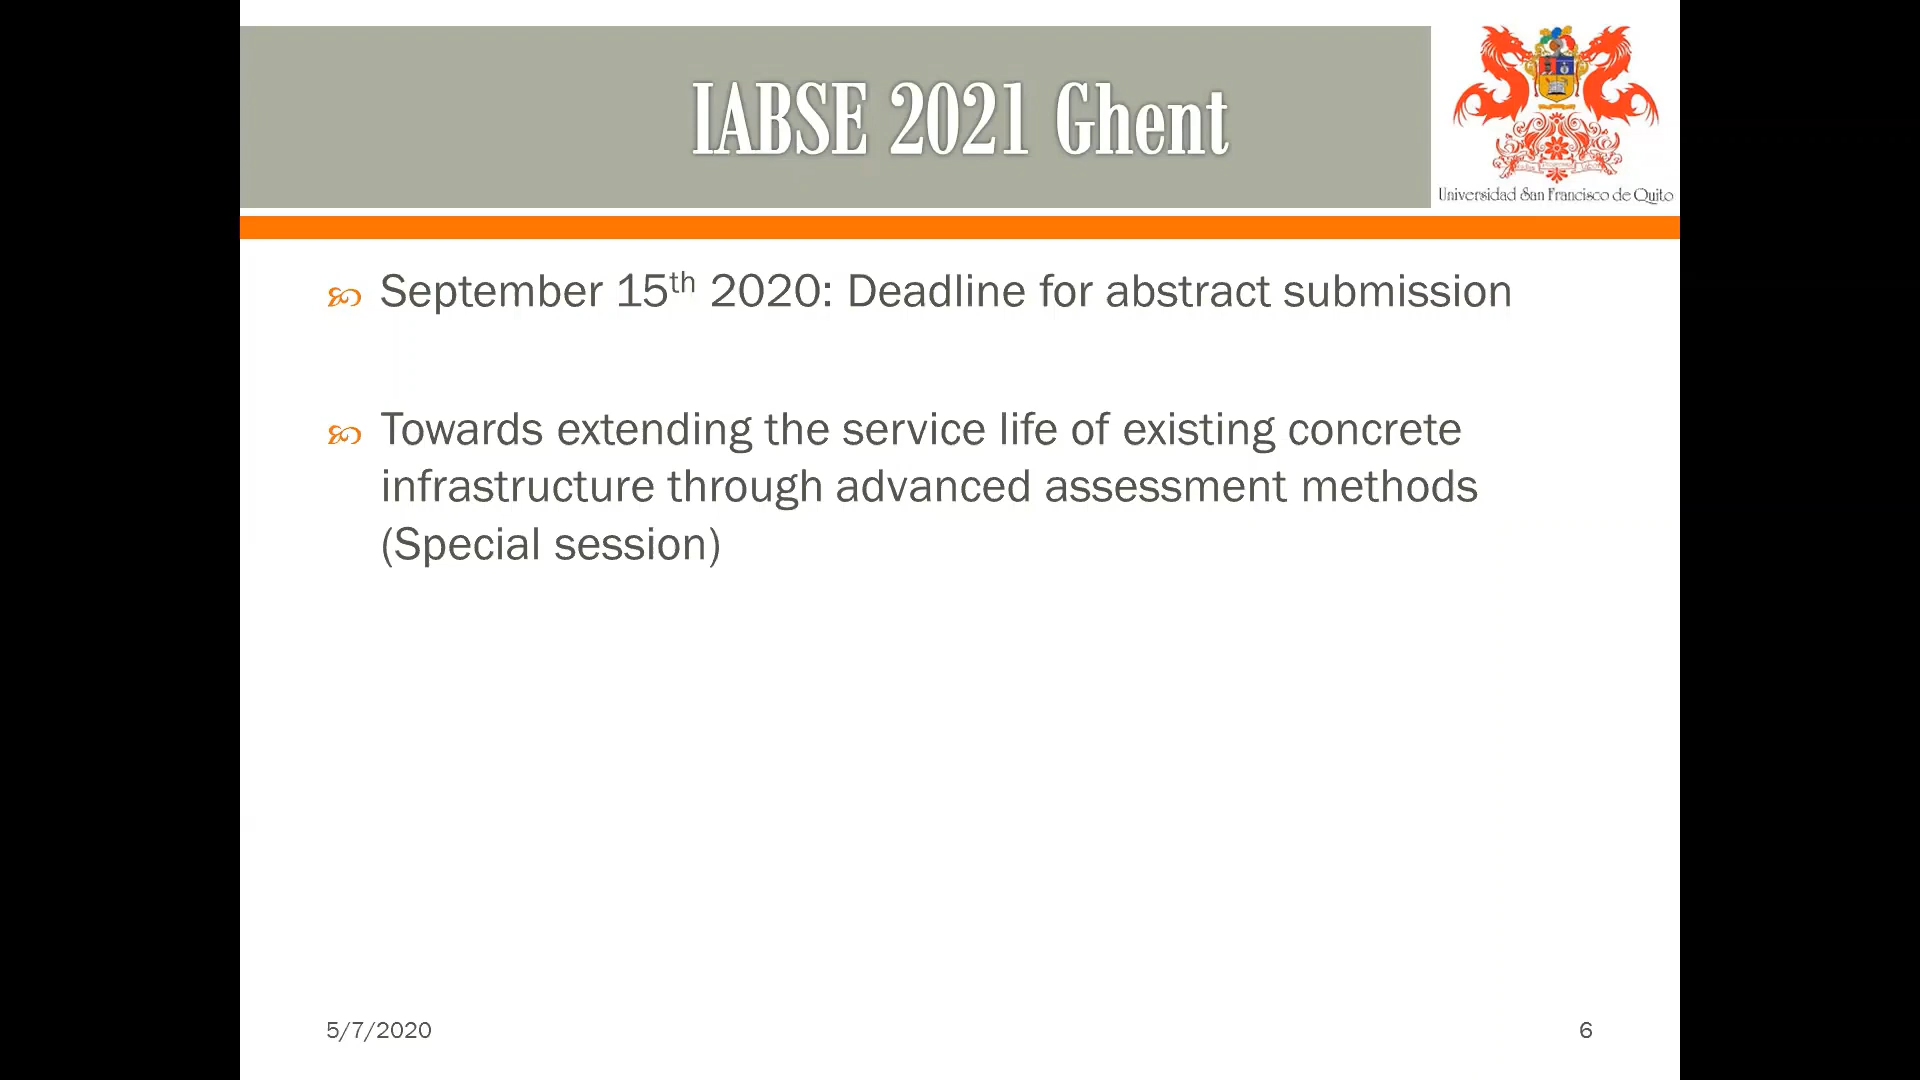 IABSE 2021 Ghent
Universidad San Francisco de Quito
September 15th 2020: Deadline for abstract submission
Towards extending the service life of existing concrete
infrastructure through advanced assessment methods
(Special session)
5/7/2020
6